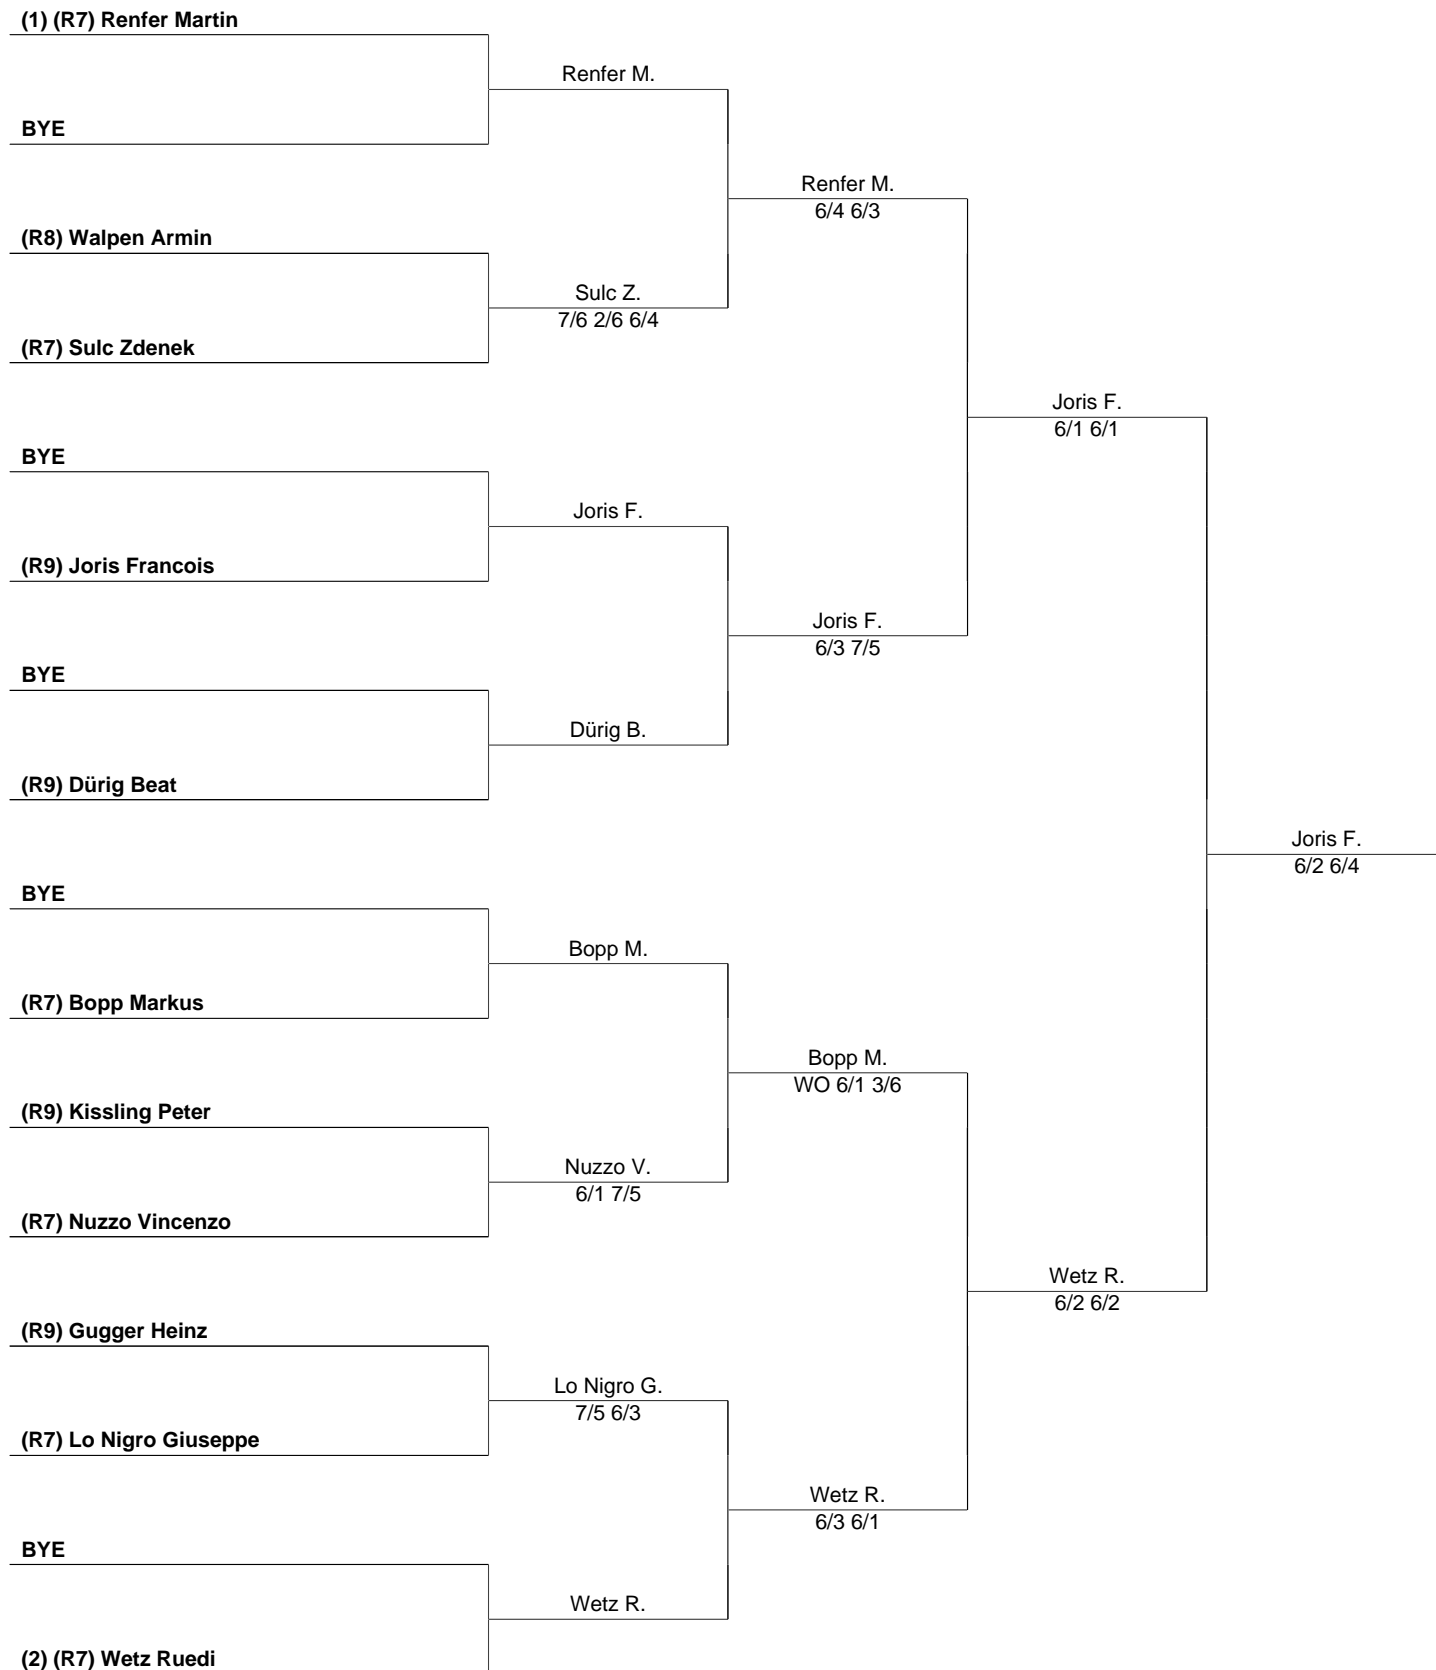 (1) (R7) Renfer Martin
Renfer M.
BYE
Renfer M.
6/4 6/3
(R8) Walpen Armin
Sulc Z.
7/6 2/6 6/4
(R7) Sulc Zdenek
Joris F.
6/1 6/1
BYE
Joris F.
(R9) Joris Francois
Joris F.
6/3 7/5
BYE
Dürig B.
(R9) Dürig Beat
Joris F.
6/2 6/4
BYE
Bopp M.
(R7) Bopp Markus
Bopp M.
WO 6/1 3/6
(R9) Kissling Peter
Nuzzo V.
6/1 7/5
(R7) Nuzzo Vincenzo
Wetz R.
6/2 6/2
(R9) Gugger Heinz
Lo Nigro G.
7/5 6/3
(R7) Lo Nigro Giuseppe
Wetz R.
6/3 6/1
BYE
Wetz R.
(2) (R7) Wetz Ruedi